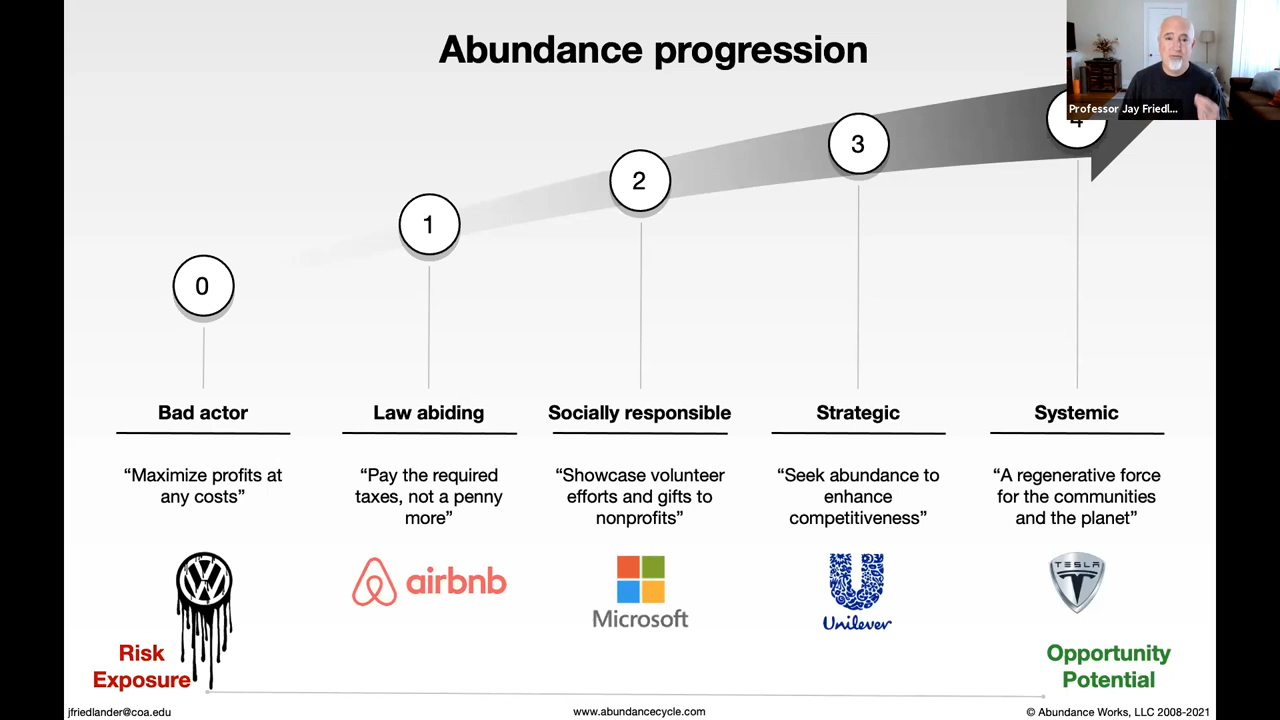 Abundance progression
Professor Jay Friedl...
0
1
2
3
4
Bad actor
Law abiding
Socially responsible
Strategic
Systemic
“Maximize profits at
any costs”
“Pay the required
taxes, not a penny
more”
“Showcase volunteer
efforts and gifts to
nonprofits”
“Seek abundance to
enhance
competitiveness”
“A regenerative force
for the communities
and the planet”
airbnb
Microsoft
Unilever
TESLA
Risk
Exposure
Opportunity
Potential
jfriedlander@coa.edu
www.abundancecycle.com
© Abundance Works, LLC 2008-2021